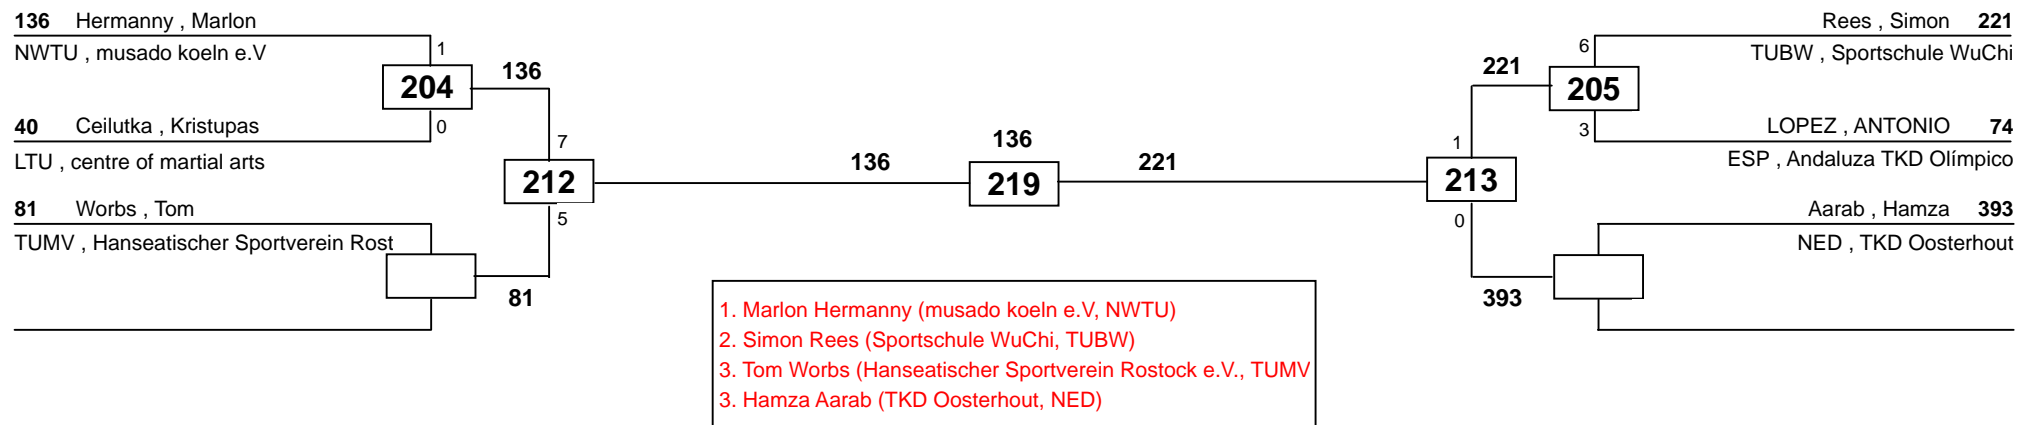 136 Hermanny , Marlon
NWTU , musado koeln e.V
1
204
136
0
40 Ceilutka , Kristupas
LTU , centre of martial arts
7
212
5
81 Worbs , Tom
TUMV , Hanseatischer Sportverein Rost
81
136
136
219
221
Rees , Simon 221
TUBW , Sportschule WuChi
6
221
205
3
LOPEZ , ANTONIO 74
ESP , Andaluza TKD Olímpico
1
213
0
Aarab , Hamza 393
NED , TKD Oosterhout
393
1. Marlon Hermanny (musado koeln e.V, NWTU)
2. Simon Rees (Sportschule WuChi, TUBW)
3. Tom Worbs (Hanseatischer Sportverein Rostock e.V., TUMV
3. Hamza Aarab (TKD Oosterhout, NED)